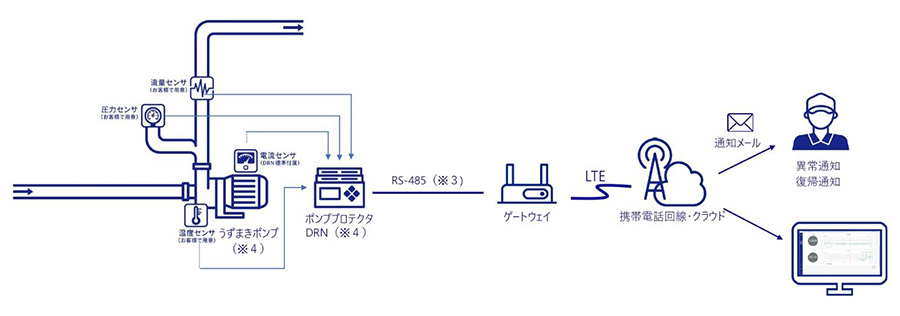 流量センサ
(お客様で用意)
圧力センサ
(お客様で用意)
電流センサ
(DRN標準付属)
温度センサ
(お客様で用意)
うずまきポンプ
(※4)
ポンププロテクタ
DRN(※4)
RS-485(※3)
ゲートウェイ
LTE
携帯電話回線・クラウド
通知メール
異常通知
復帰通知